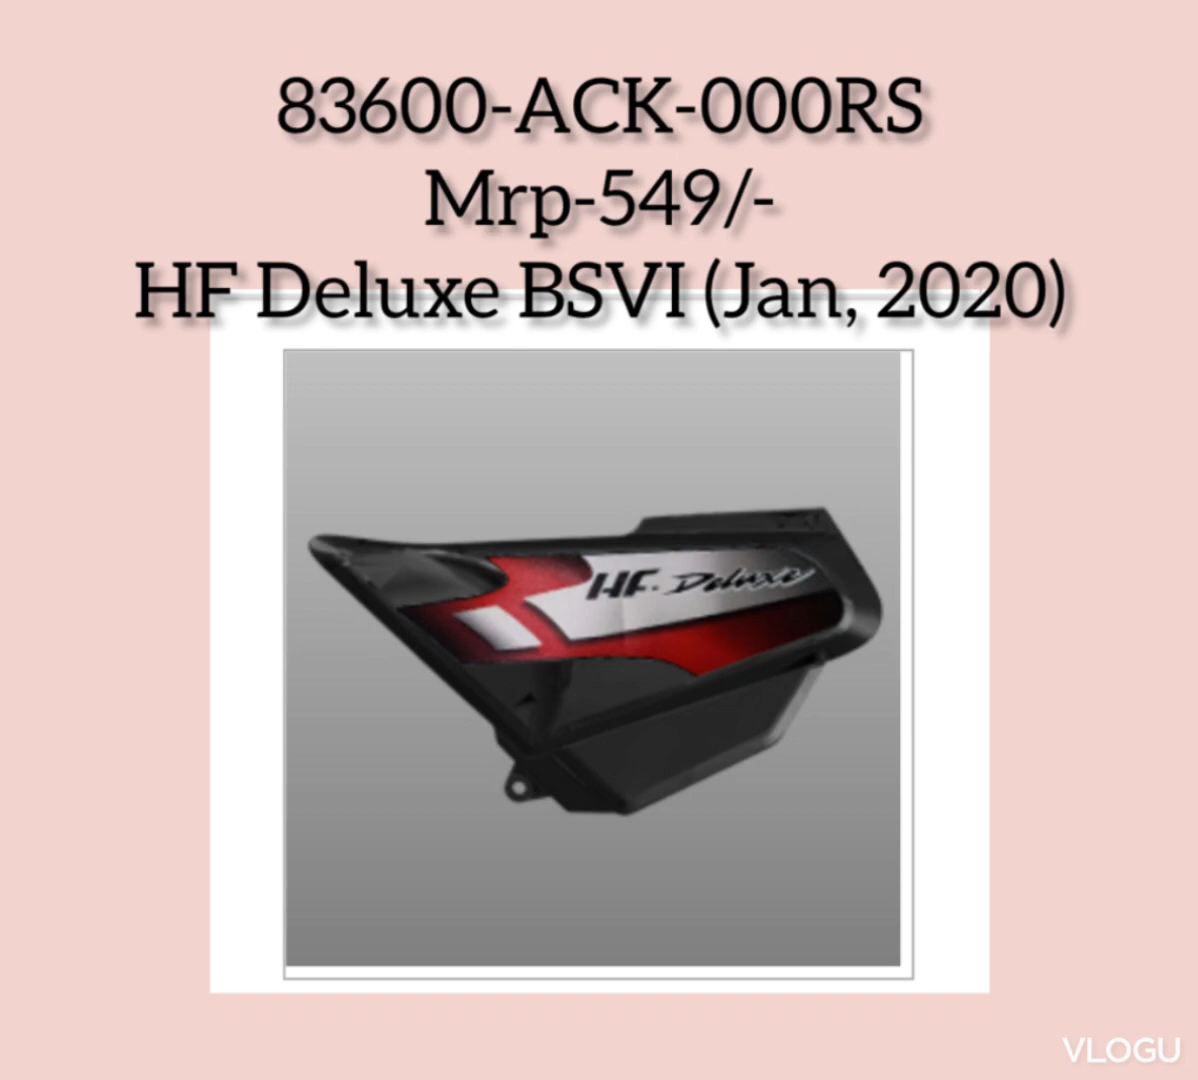 83600-ACK-000RS
Mrp-549/-
HF Deluxe BSVI (Jan, 2020)
HF. Deluxe
VLOGU